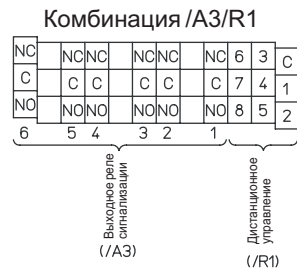 Комбинация /A3/R1
NC NC NC NC NC NC 6 3 C
C C C C C C 7 4 1
NO NO NO NO NO NO 8 5 2
6 5 4 3 2 1
Выходное реле
сигнализации
(/A3)
Дистанционное
управление
(/R1)